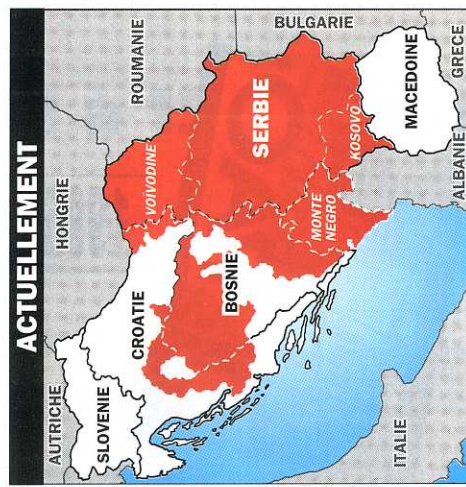 ACTUELLEMENT
AUTRICHE
HONGRIE
ROUMANIE
BULGARIE
SLOVENIE
CROATIE
VOIVODINE
BOSNIE
SERBIE
MONTE
NEGRO
KOSOVO
MACEDOINE
ITALIE
ALBANIE
GRECE